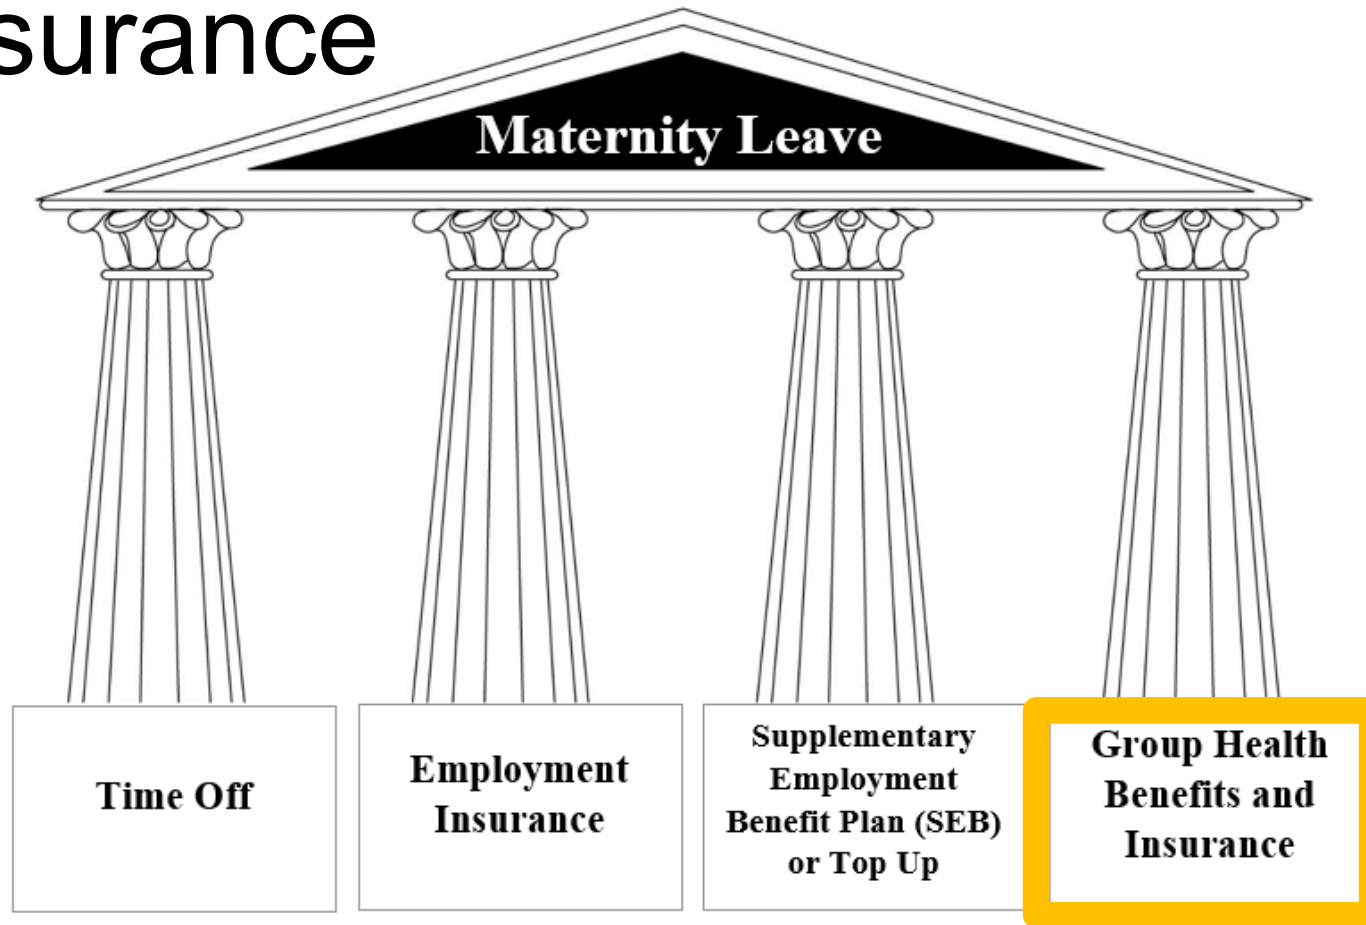 surance
Maternity Leave
Time Off
Employment
Insurance
Supplementary
Employment
Benefit Plan (SEB)
or Top Up
Group Health
Benefits and
Insurance